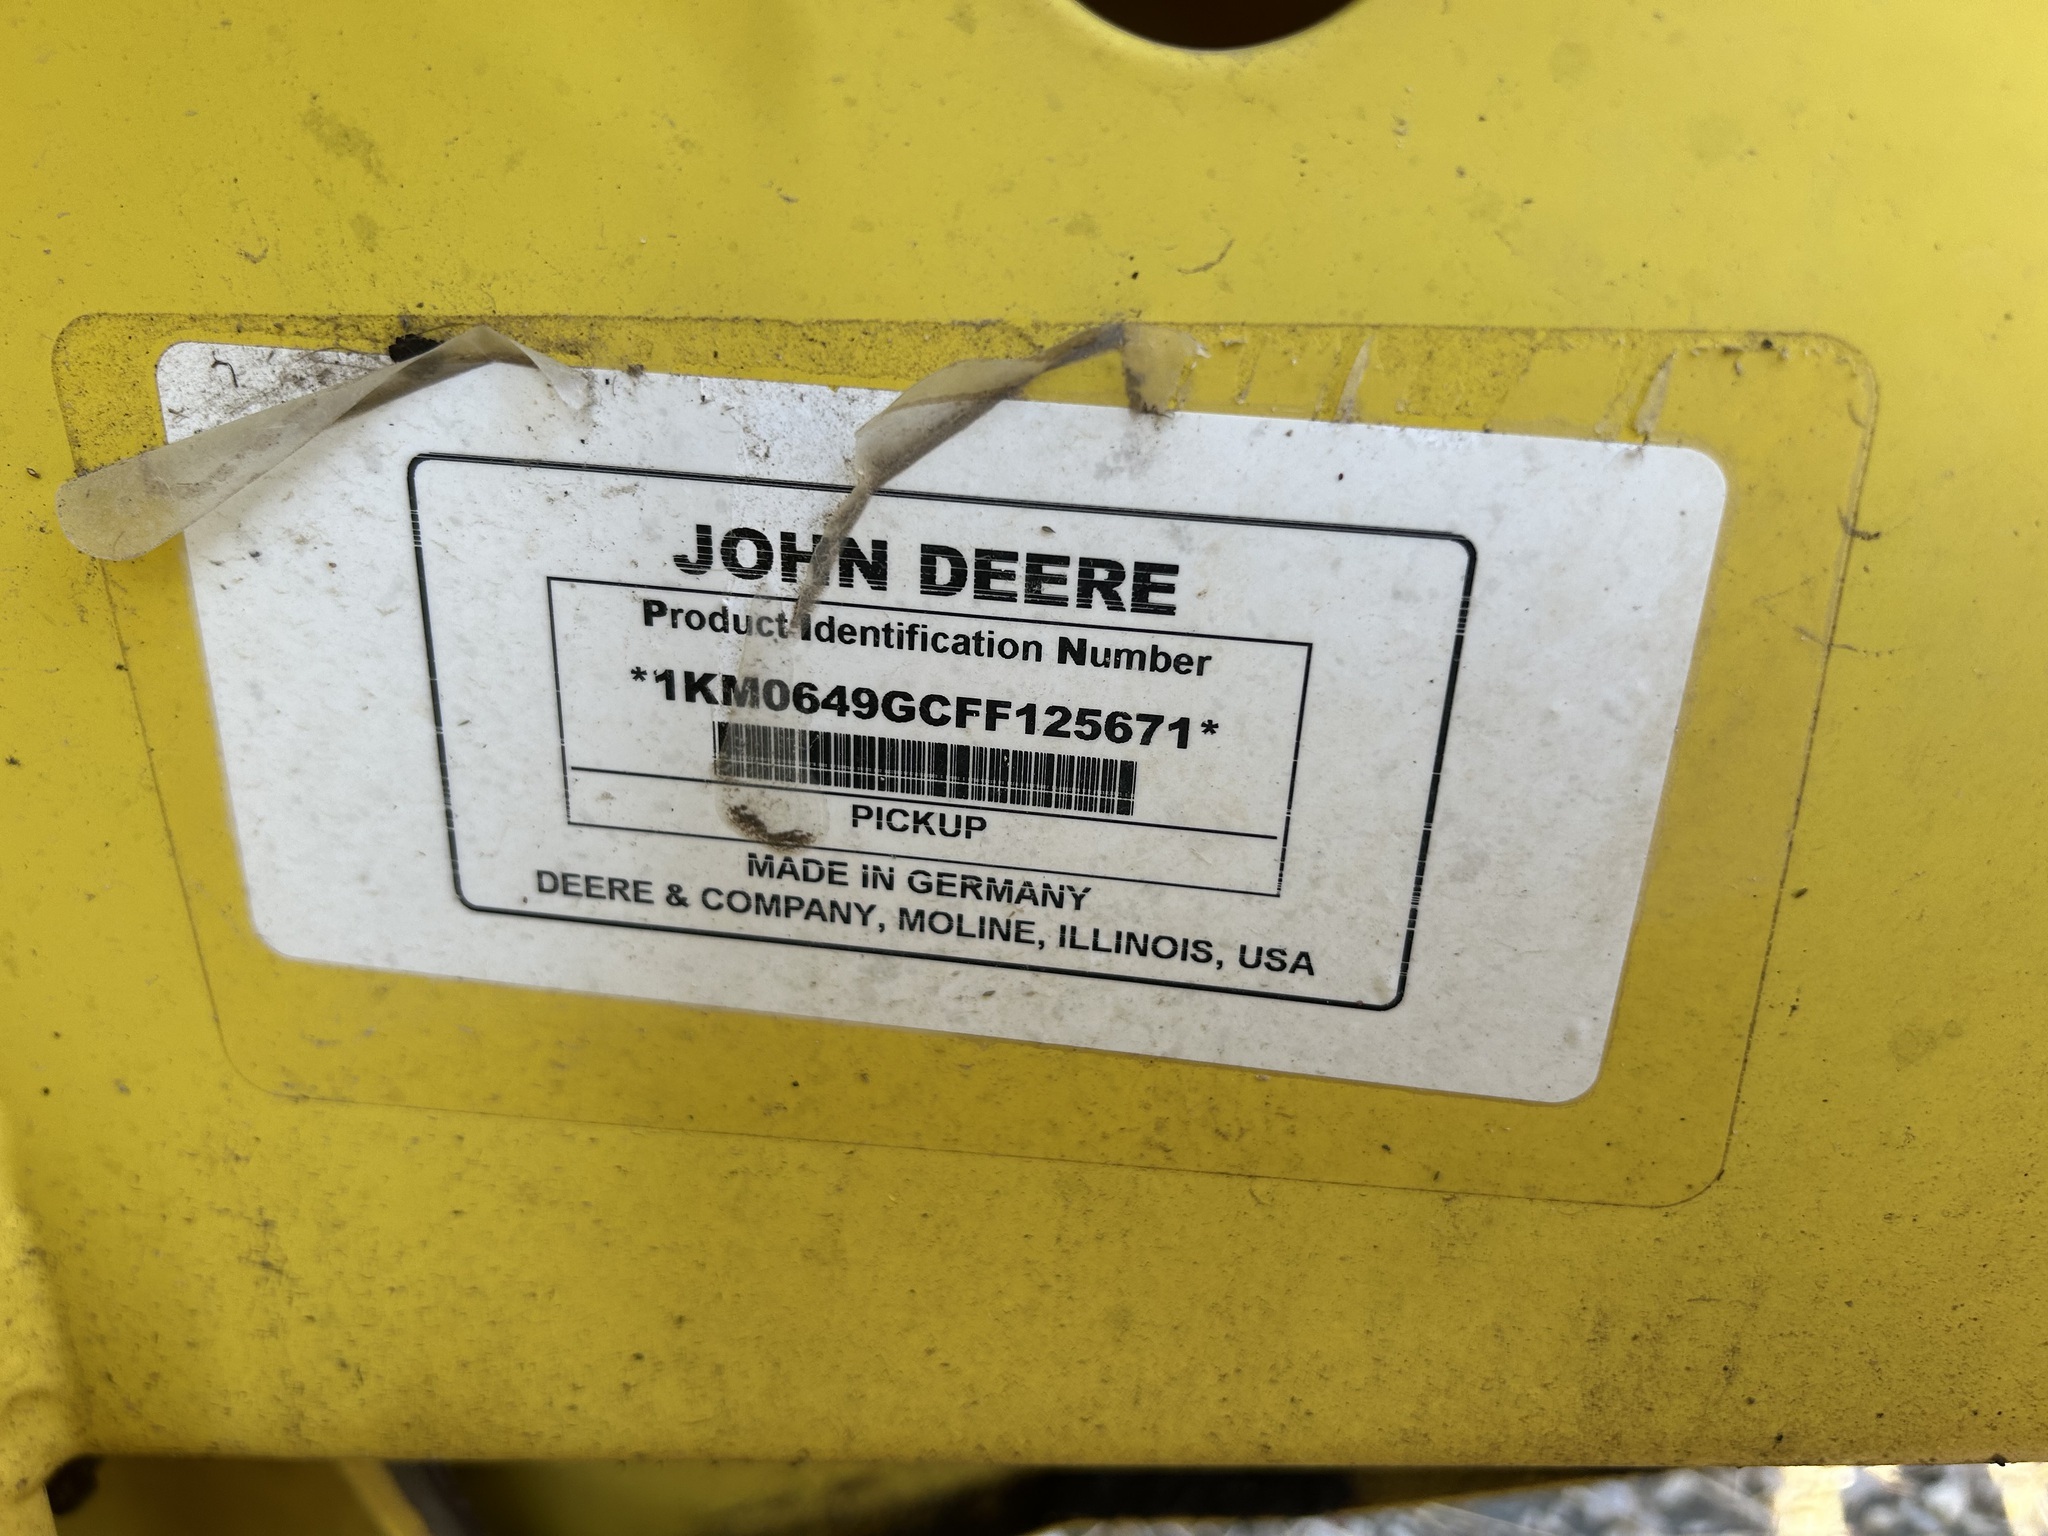 JOHN DEERE
Product Identification Number
*1KM0649GCFF125671*
PICKUP
MADE IN GERMANY
DEERE & COMPANY, MOLINE, ILLINOIS, USA